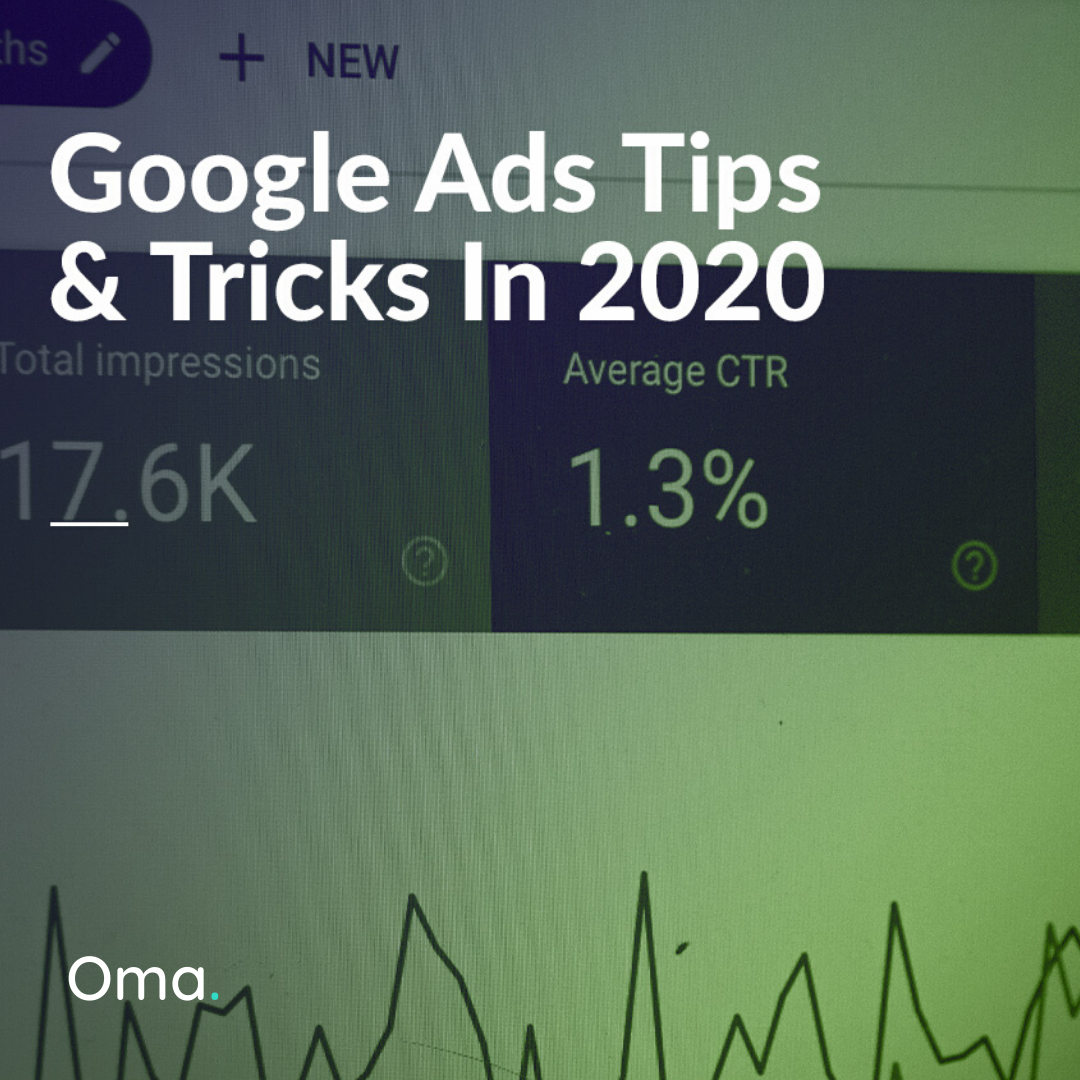 ths
+ NEW
Google Ads Tips
& Tricks In 2020
Total impressions
Average CTR
17.6K
1.3%
?
?
Oma.